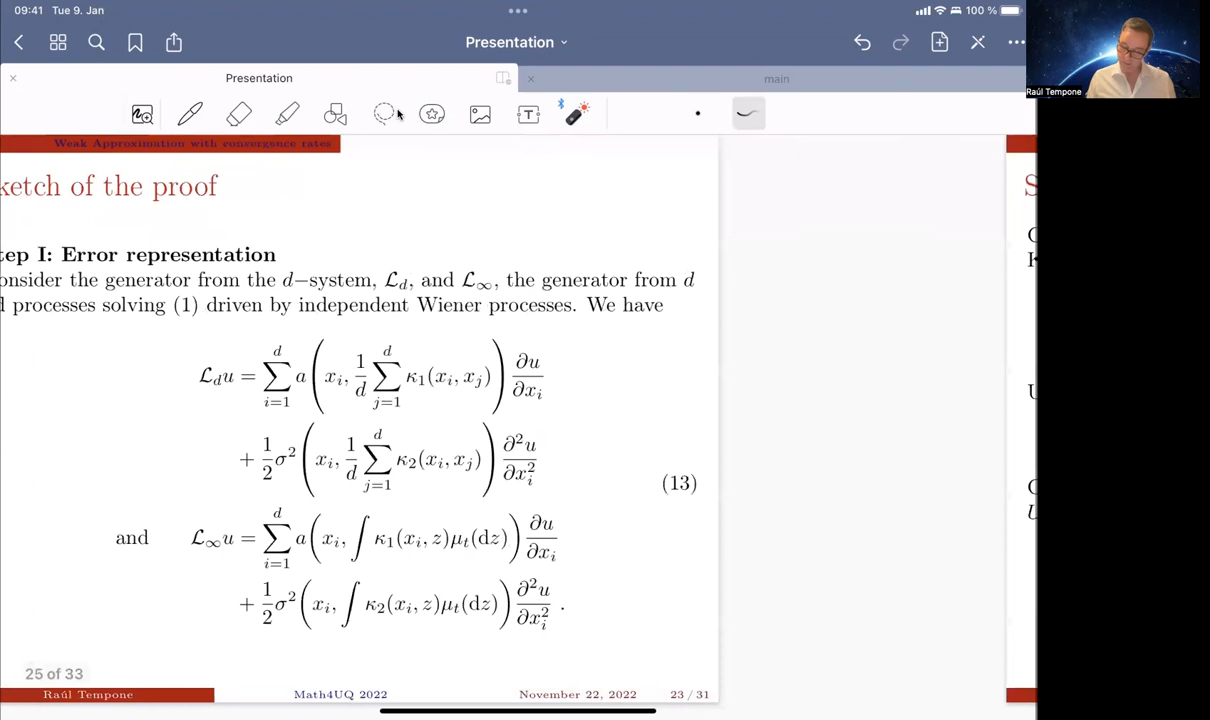 09:41 Tue 9. Jan
100 %
Presentation
Raúl Tempone
Presentation
main
Weak Approximation with convergence rates
ketch of the proof
S
tep I: Error representation
onsider the generator from the d−system, ℒ_d, and ℒ_∞, the generator from d
processes solving (1) driven by independent Wiener processes. We have
ℒ_d u = ∑_{i=1}^{d} a( x_i, 1/d ∑_{j=1}^{d} κ_1(x_i, x_j) ) ∂u/∂x_i
+ 1/2 σ² ( x_i, 1/d ∑_{j=1}^{d} κ_2(x_i, x_j) ) ∂²u/∂x_i²
(13)
and ℒ_∞ u = ∑_{i=1}^{d} a( x_i, ∫ κ_1(x_i, z)μ_t(dz) ) ∂u/∂x_i
+ 1/2 σ² ( x_i, ∫ κ_2(x_i, z)μ_t(dz) ) ∂²u/∂x_i² .
25 of 33
Raúl Tempone Math4UQ 2022 November 22, 2022 23 / 31